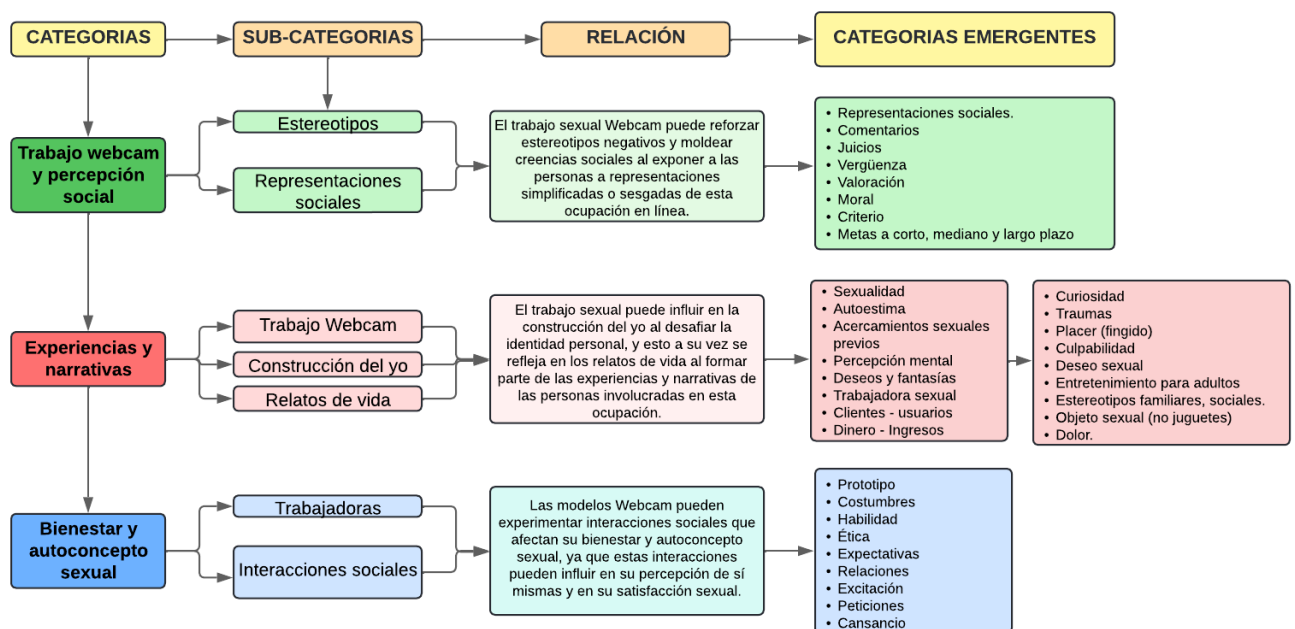 CATEGORIAS
SUB-CATEGORIAS
RELACIÓN
CATEGORIAS EMERGENTES
Trabajo webcam
y percepción
social
Estereotipos
Representaciones
sociales
El trabajo sexual Webcam puede reforzar
estereotipos negativos y moldear
creencias sociales al exponer a las
personas a representaciones
simplificadas o sesgadas de esta
ocupación en línea.
• Representaciones sociales.
• Comentarios
• Juicios
• Vergüenza
• Valoración
• Moral
• Criterio
• Metas a corto, mediano y largo plazo
Experiencias y
narrativas
Trabajo Webcam
Construcción del yo
Relatos de vida
El trabajo sexual puede influir en la
construcción del yo al desafiar la
identidad personal, y esto a su vez se
refleja en los relatos de vida al formar
parte de las experiencias y narrativas de
las personas involucradas en esta
ocupación.
• Sexualidad
• Autoestima
• Acercamientos sexuales
previos
• Percepción mental
• Deseos y fantasías
• Trabajadora sexual
• Clientes - usuarios
• Dinero - Ingresos
• Curiosidad
• Traumas
• Placer (fingido)
• Culpabilidad
• Deseo sexual
• Entretenimiento para adultos
• Estereotipos familiares, sociales.
• Objeto sexual (no juguetes)
• Dolor.
Bienestar y
autoconcepto
sexual
Trabajadoras
Interacciones sociales
Las modelos Webcam pueden
experimentar interacciones sociales que
afectan su bienestar y autoconcepto
sexual, ya que estas interacciones
pueden influir en su percepción de sí
mismas y en su satisfacción sexual.
• Prototipo
• Costumbres
• Habilidad
• Ética
• Expectativas
• Relaciones
• Excitación
• Peticiones
• Cansancio